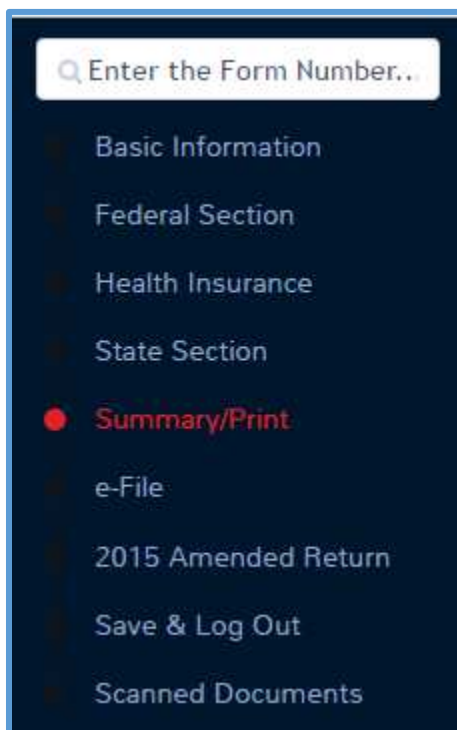 Enter the Form Number..
Basic Information
Federal Section
Health Insurance
State Section
Summary/Print
e-File
2015 Amended Return
Save & Log Out
Scanned Documents